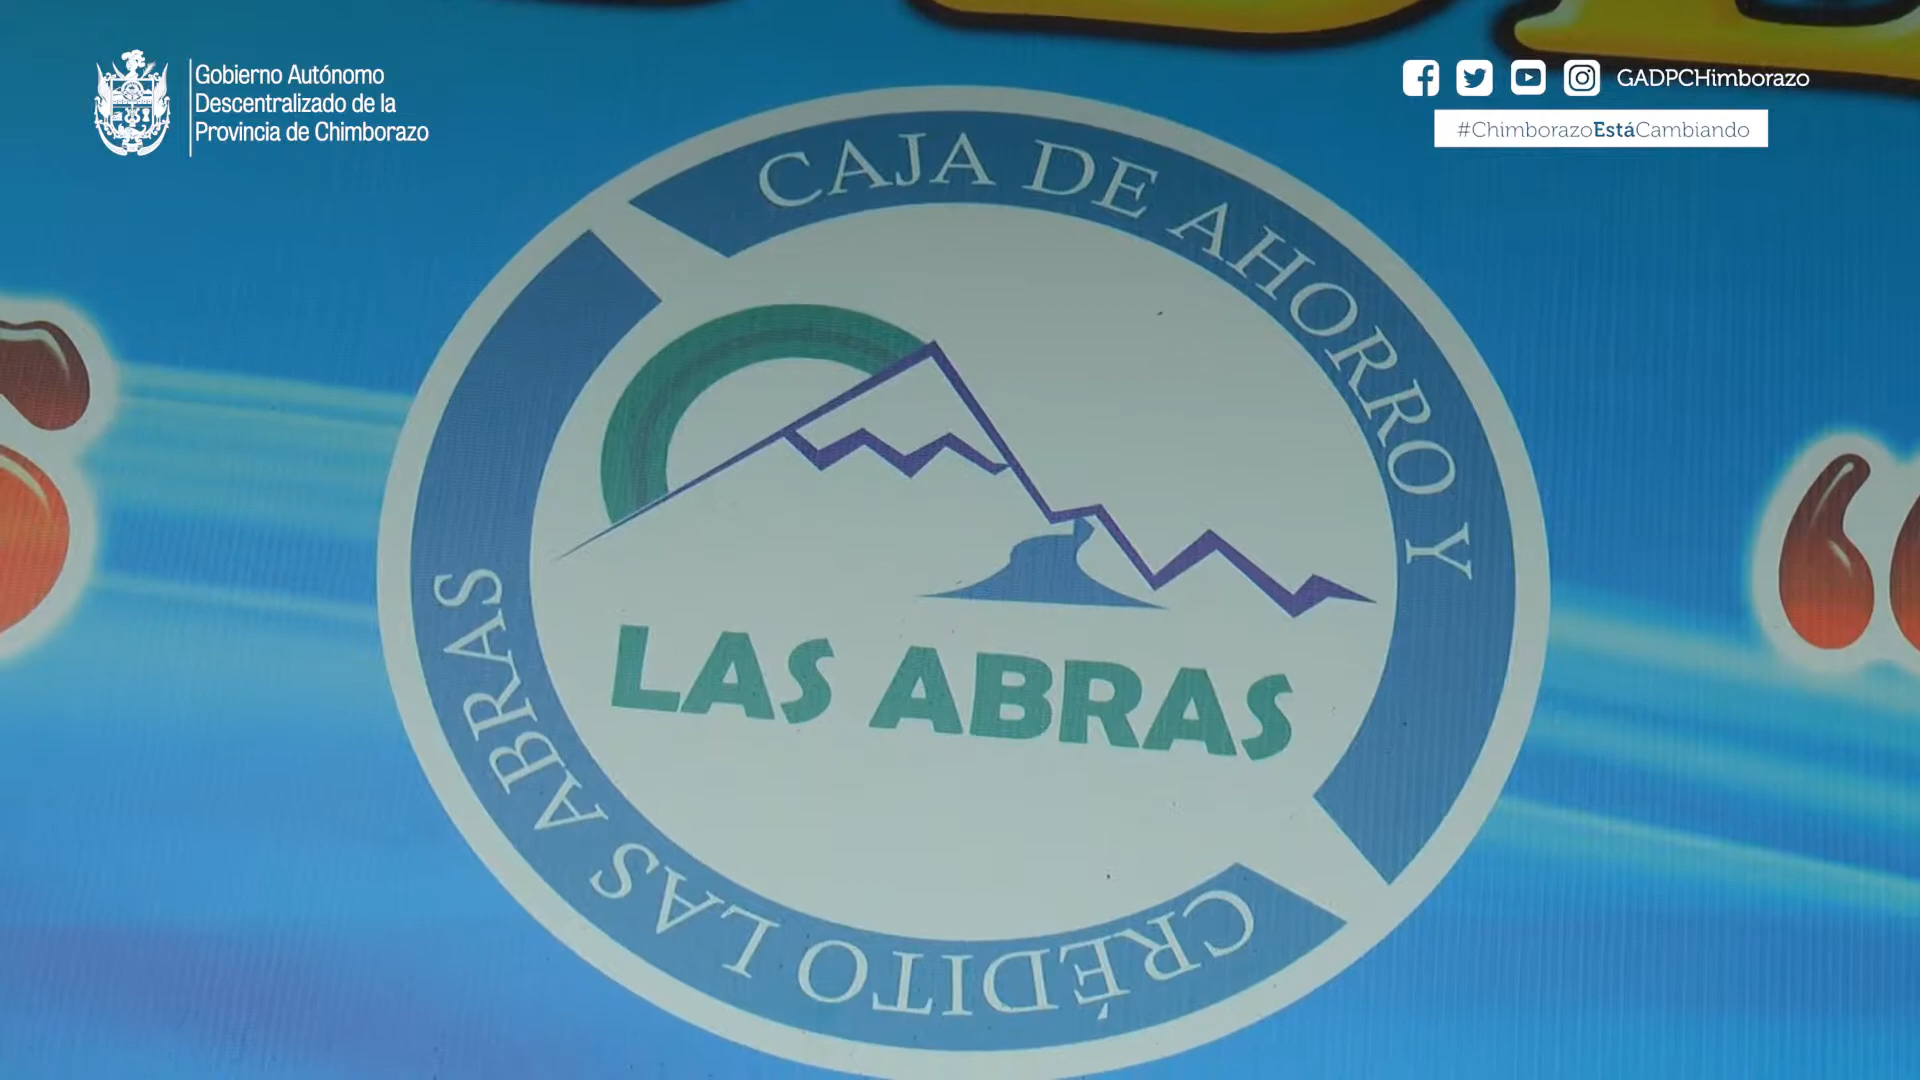 Gobierno Autónomo
Descentralizado de la
Provincia de Chimborazo
GADPCHimborazo
#ChimborazoEstáCambiando
CAJA DE AHORRO Y
CRÉDITO LAS ABRAS
LAS ABRAS